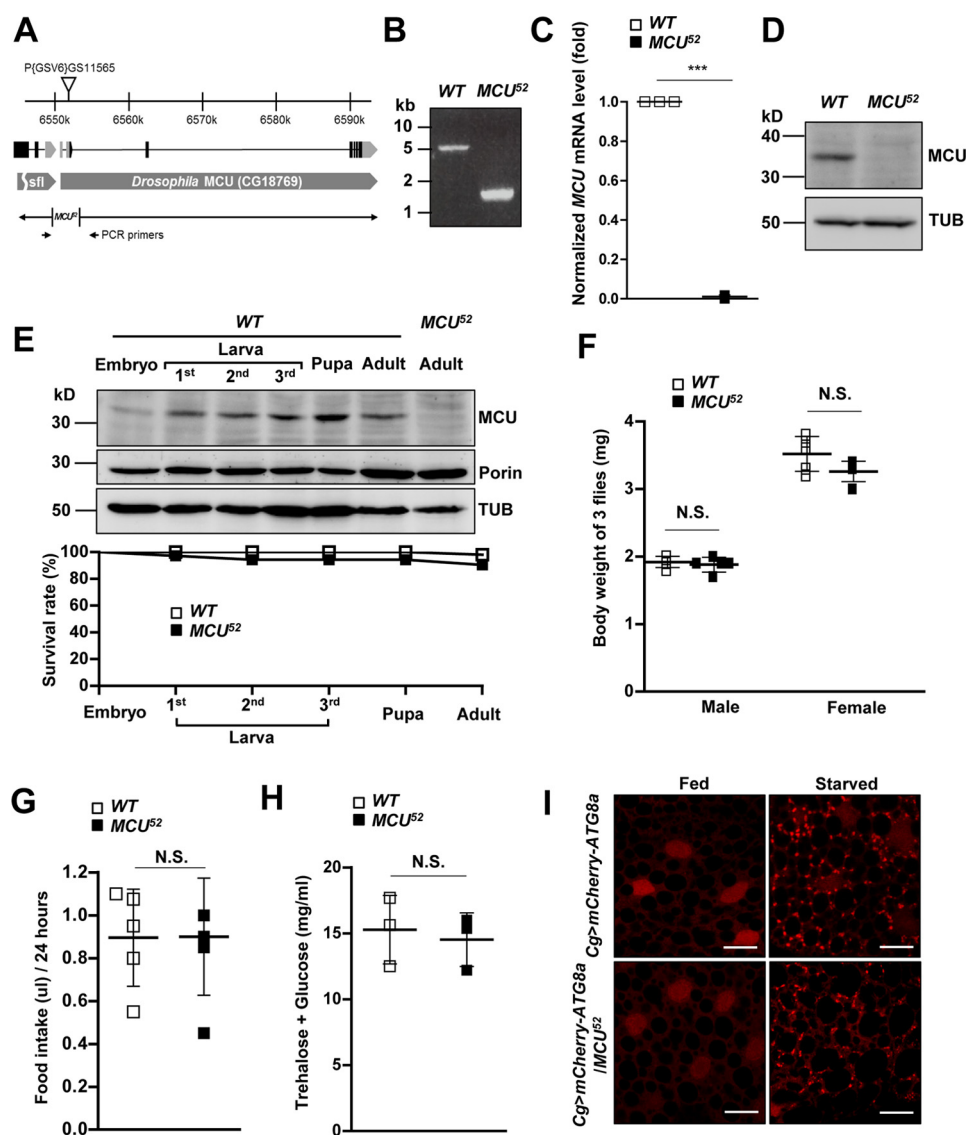 A
P{GSV6}GS11565
6550k 6560k 6570k 6580k 6590k
sfl
Drosophila MCU (CG18769)
MCU52
PCR primers
B
WT MCU52
kb
10
5
2
1
C
WT
MCU52
***
Normalized MCU mRNA level (fold)
1.0
0.8
0.6
0.4
0.2
0.0
D
WT MCU52
kD
40
30
MCU
50
TUB
E
WT MCU52
Larva
Embryo 1st 2nd 3rd Pupa Adult Adult
kD
30
MCU
30
Porin
50
TUB
Survival rate (%)
100
80
60
40
20
0
WT
MCU52
Embryo 1st 2nd 3rd Pupa Adult
Larva
F
WT
MCU52
N.S.
N.S.
Body weight of 3 flies (mg)
4
3
2
1
0
Male Female
G
WT
MCU52
N.S.
Food intake (ul) / 24 hours
1.2
1.0
0.8
0.6
0.4
0.2
0.0
H
WT
MCU52
N.S.
Trehalose + Glucose (mg/ml)
20
15
10
5
0
I
Fed Starved
Cg>mCherry-ATG8a
Cg>mCherry-ATG8a
/MCU52